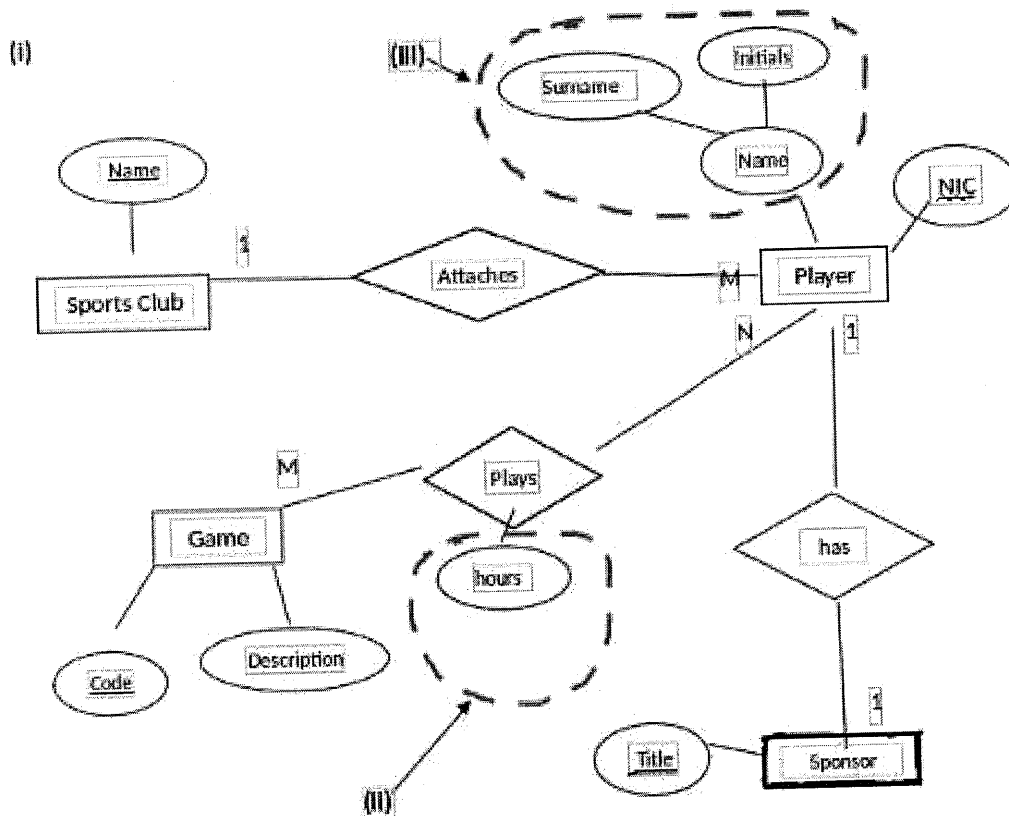 (i)
(III)
Surname
Initials
Name
Name
NIC
1
Attaches
M
Player
Sports Club
N
1
M
Plays
Game
has
hours
Description
Code
1
Title
Sponsor
(II)